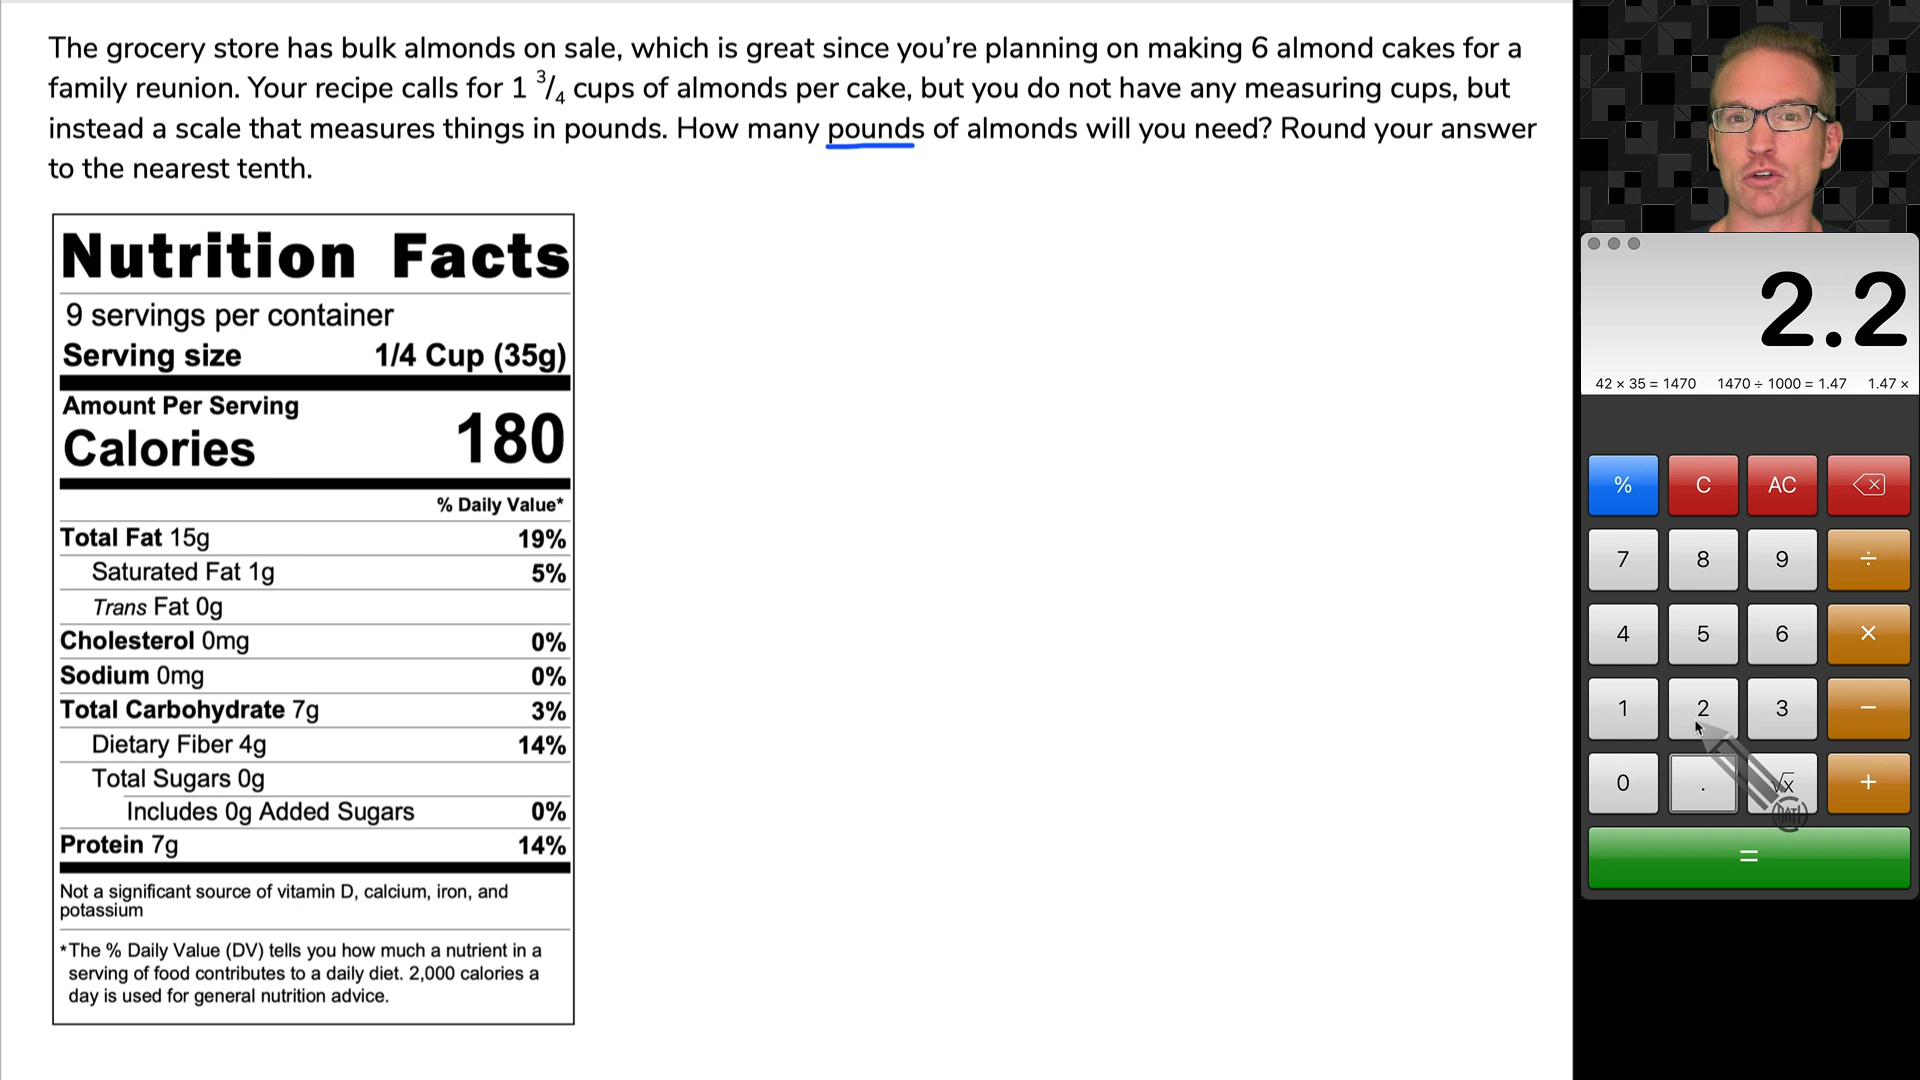 The grocery store has bulk almonds on sale, which is great since you’re planning on making 6 almond cakes for a
family reunion. Your recipe calls for 1 3/4 cups of almonds per cake, but you do not have any measuring cups, but
instead a scale that measures things in pounds. How many pounds of almonds will you need? Round your answer
to the nearest tenth.
Nutrition Facts
9 servings per container
Serving size 1/4 Cup (35g)
Amount Per Serving
Calories 180
% Daily Value*
Total Fat 15g 19%
Saturated Fat 1g 5%
Trans Fat 0g
Cholesterol 0mg 0%
Sodium 0mg 0%
Total Carbohydrate 7g 3%
Dietary Fiber 4g 14%
Total Sugars 0g
Includes 0g Added Sugars 0%
Protein 7g 14%
Not a significant source of vitamin D, calcium, iron, and
potassium
*The % Daily Value (DV) tells you how much a nutrient in a
serving of food contributes to a daily diet. 2,000 calories a
day is used for general nutrition advice.
2.2
42 × 35 = 1470 1470 ÷ 1000 = 1.47 1.47 ×
% C AC
7 8 9 ÷
4 5 6 ×
1 2 3 −
0 . √x +
=